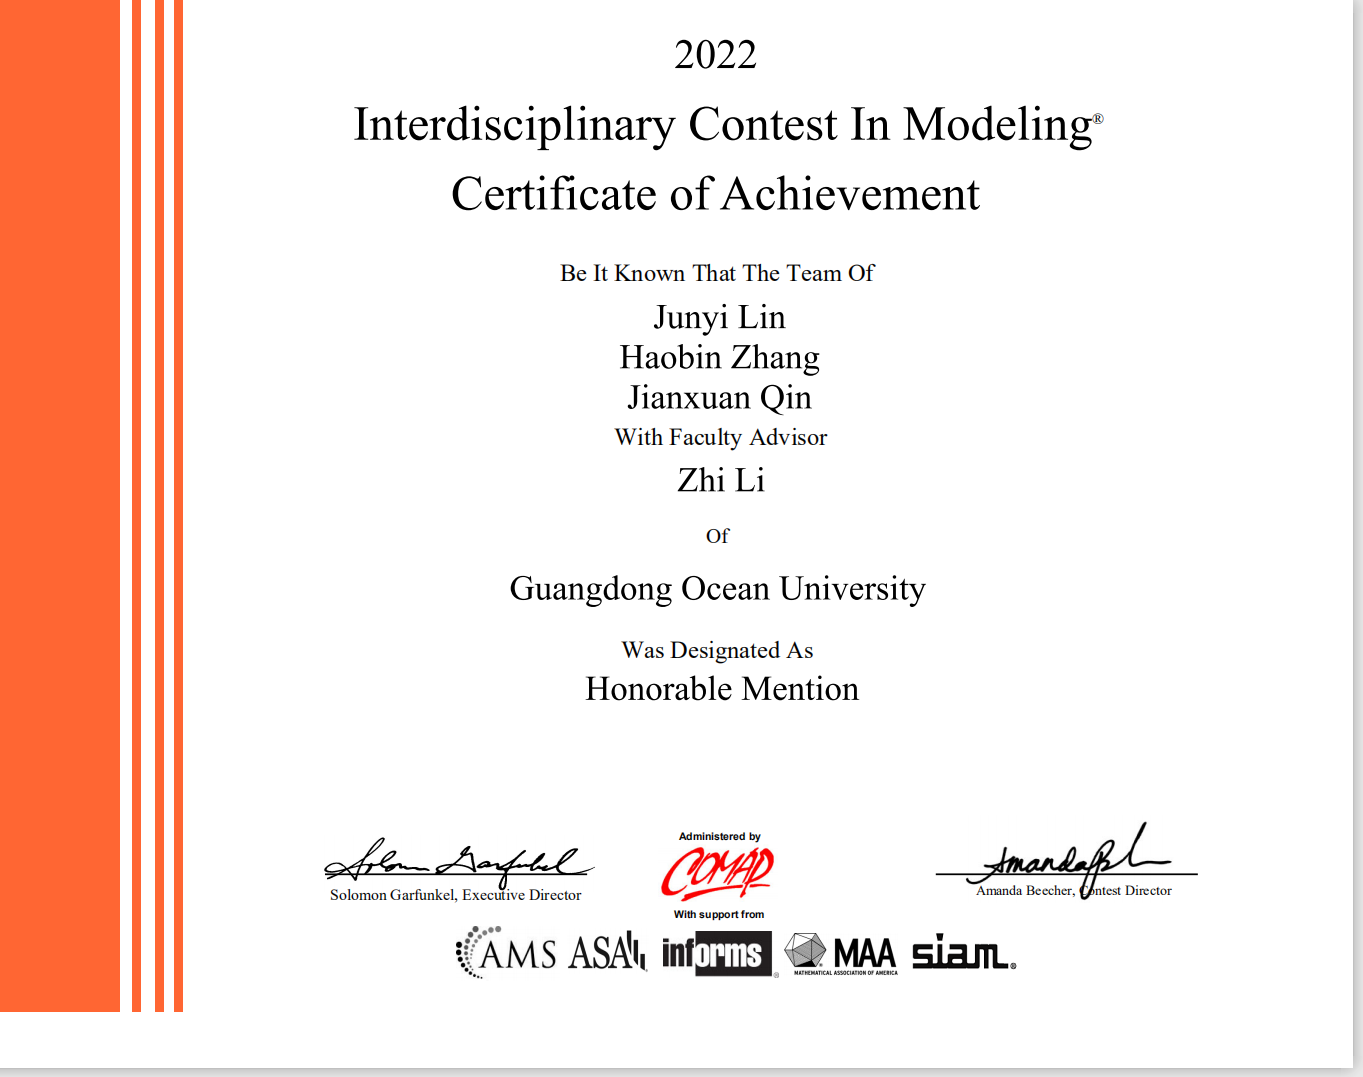 2022
Interdisciplinary Contest In Modeling®
Certificate of Achievement
Be It Known That The Team Of
Junyi Lin
Haobin Zhang
Jianxuan Qin
With Faculty Advisor
Zhi Li
Of
Guangdong Ocean University
Was Designated As
Honorable Mention
Solomon Garfunkel
Solomon Garfunkel, Executive Director
Administered by
COMAP
With support from
Amanda Beecher, Contest Director
AMS ASA informs® MAA siam®
MATHEMATICAL ASSOCIATION OF AMERICA